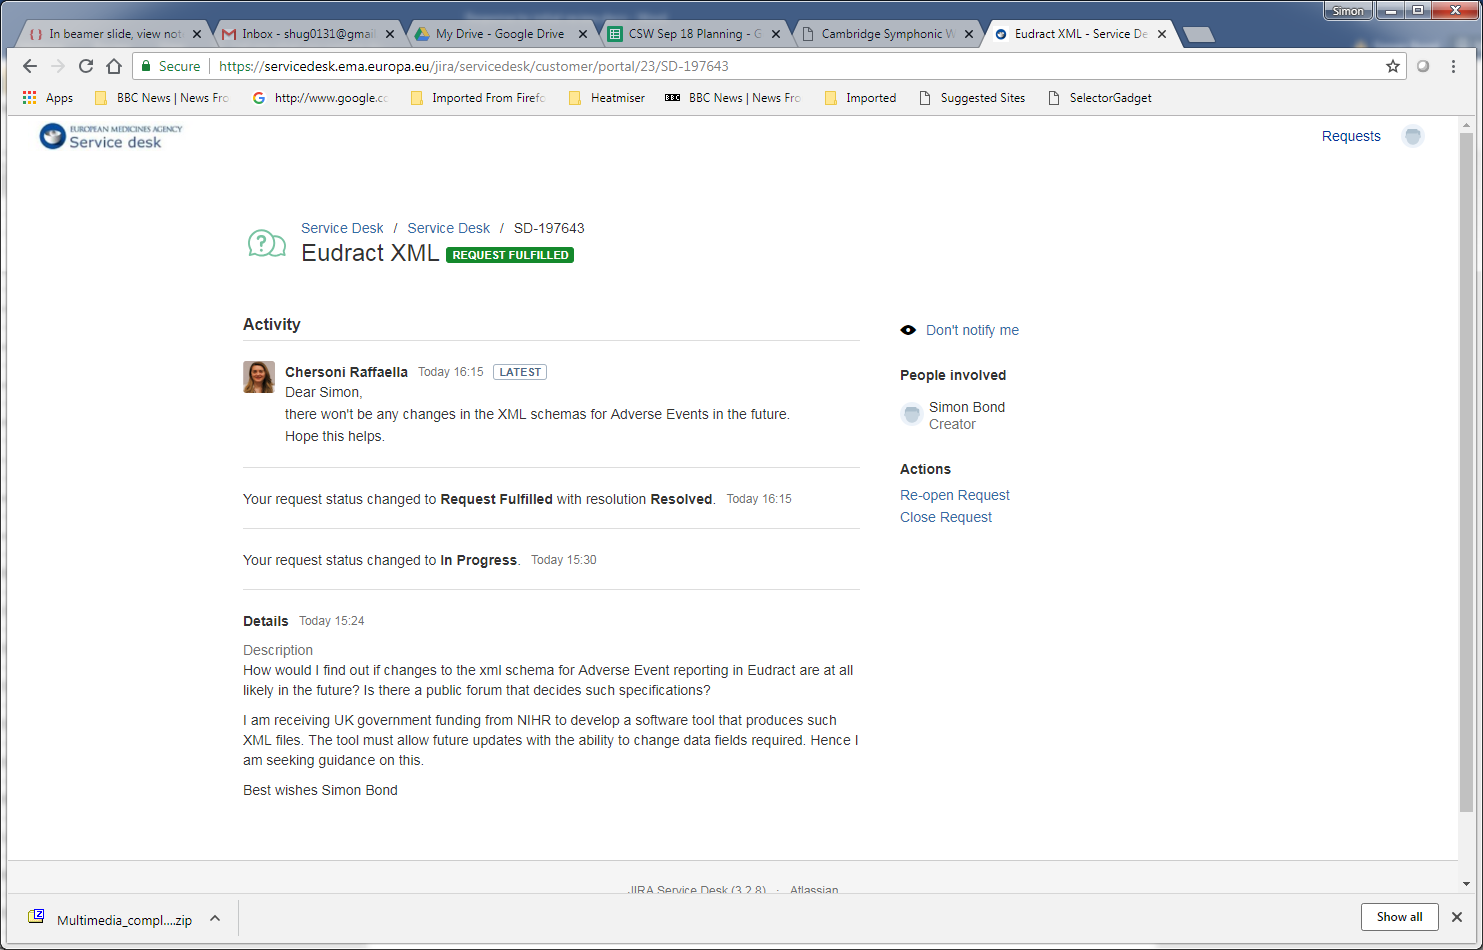 Simon
In beamer slide, view not
Inbox - shug0131@gmail
My Drive - Google Drive
CSW Sep 18 Planning - G
Cambridge Symphonic W
Eudract XML - Service De
Secure
https://servicedesk.ema.europa.eu/jira/servicedesk/customer/portal/23/SD-197643
Apps
BBC News | News Fro
http://www.google.cc
Imported From Firefo
Heatmiser
BBC
BBC News | News Fro
Imported
Suggested Sites
SelectorGadget
EUROPEAN MEDICINES AGENCY
Service desk
Requests
Service Desk / Service Desk / SD-197643
Eudract XML REQUEST FULFILLED
Activity
Don't notify me
Chersoni Raffaella Today 16:15 LATEST
Dear Simon,
there won't be any changes in the XML schemas for Adverse Events in the future.
Hope this helps.
People involved
Simon Bond
Creator
Actions
Re-open Request
Close Request
Your request status changed to Request Fulfilled with resolution Resolved. Today 16:15
Your request status changed to In Progress. Today 15:30
Details Today 15:24
Description
How would I find out if changes to the xml schema for Adverse Event reporting in Eudract are at all
likely in the future? Is there a public forum that decides such specifications?
I am receiving UK government funding from NIHR to develop a software tool that produces such
XML files. The tool must allow future updates with the ability to change data fields required. Hence I
am seeking guidance on this.
Best wishes Simon Bond
JIRA Service Desk (3.2.8) · Atlassian
Multimedia_compl....zip
Show all